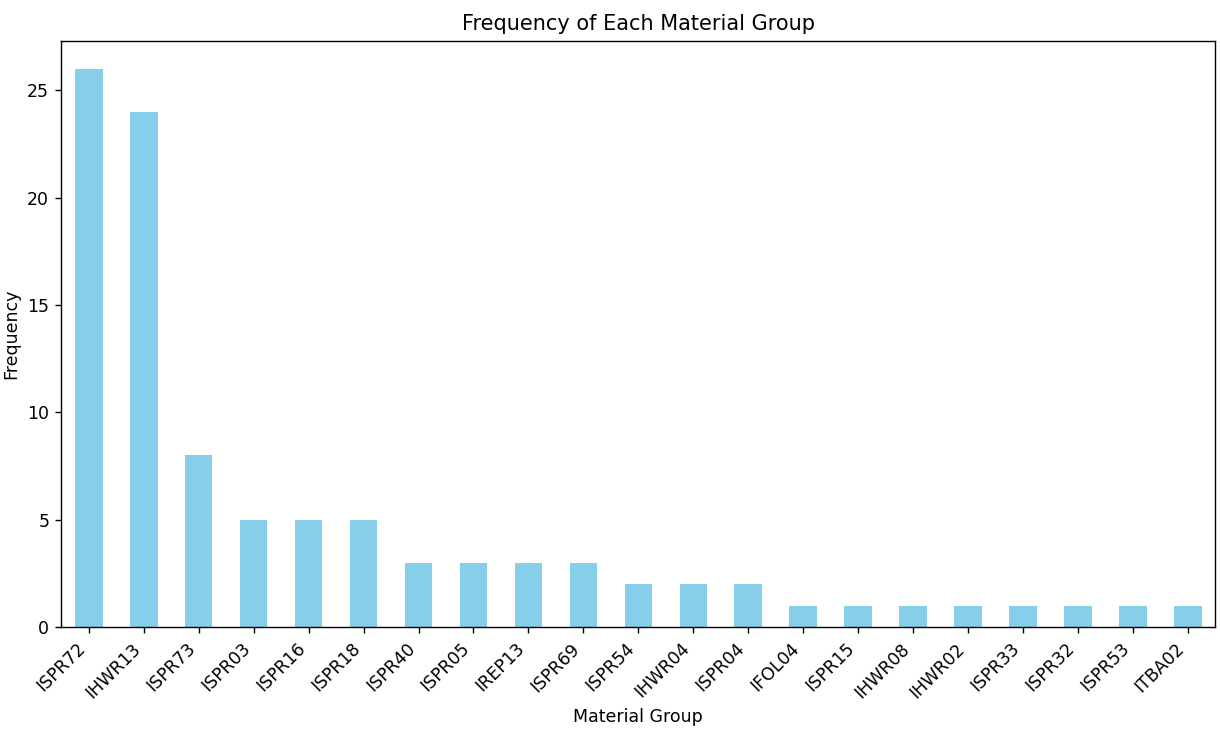 Frequency of Each Material Group
Frequency
25
20
15
10
5
0
ISPR72 IHWR13 ISPR73 ISPR03 ISPR16 ISPR18 ISPR40 ISPR05 IREP13 ISPR69 ISPR54 IHWR04 ISPR04 IFOL04 ISPR15 IHWR08 IHWR02 ISPR33 ISPR32 ISPR53 ITBA02
Material Group